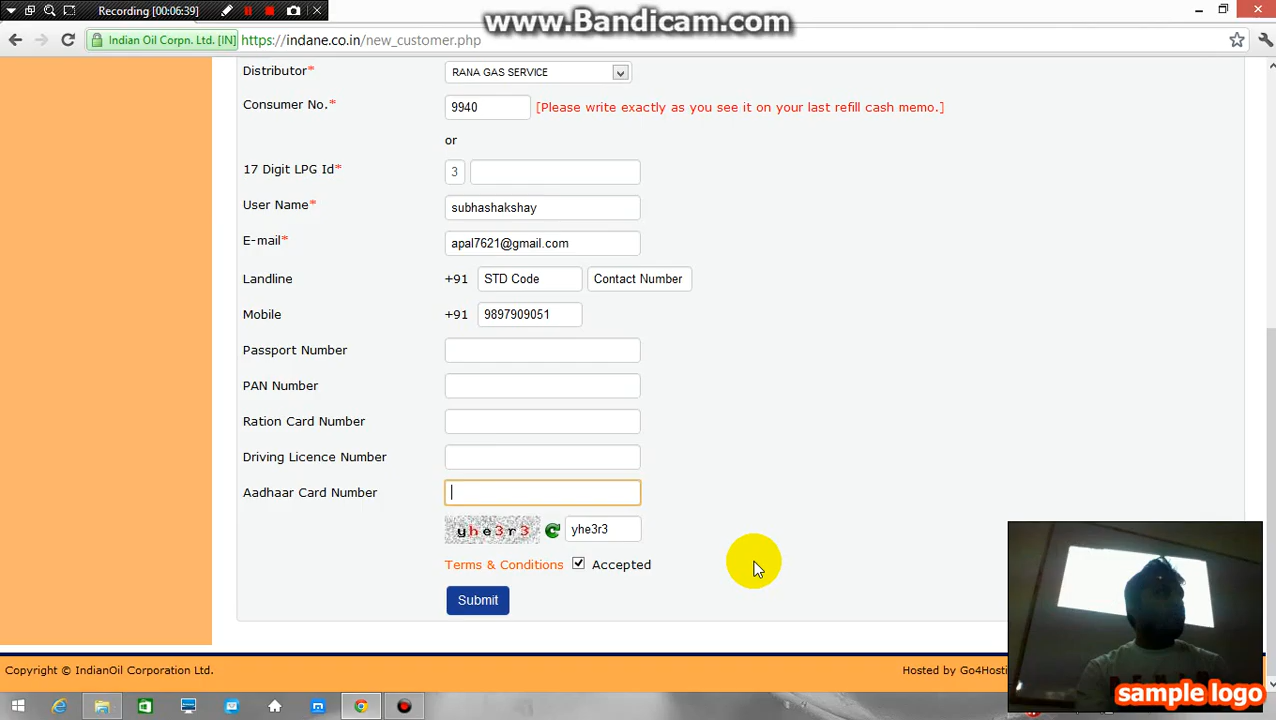 www.Bandicam.com
Recording [00:06:39]
Indian Oil Corpn. Ltd. [IN] https://indane.co.in/new_customer.php
Distributor* RANA GAS SERVICE
Consumer No.* 9940 [Please write exactly as you see it on your last refill cash memo.]
or
17 Digit LPG Id* 3
User Name* subhashakshay
E-mail* apal7621@gmail.com
Landline +91 STD Code Contact Number
Mobile +91 9897909051
Passport Number
PAN Number
Ration Card Number
Driving Licence Number
Aadhaar Card Number
yhe3r3 yhe3r3
Terms & Conditions Accepted
Submit
Copyright © IndianOil Corporation Ltd. Hosted by Go4Hosti
sample logo